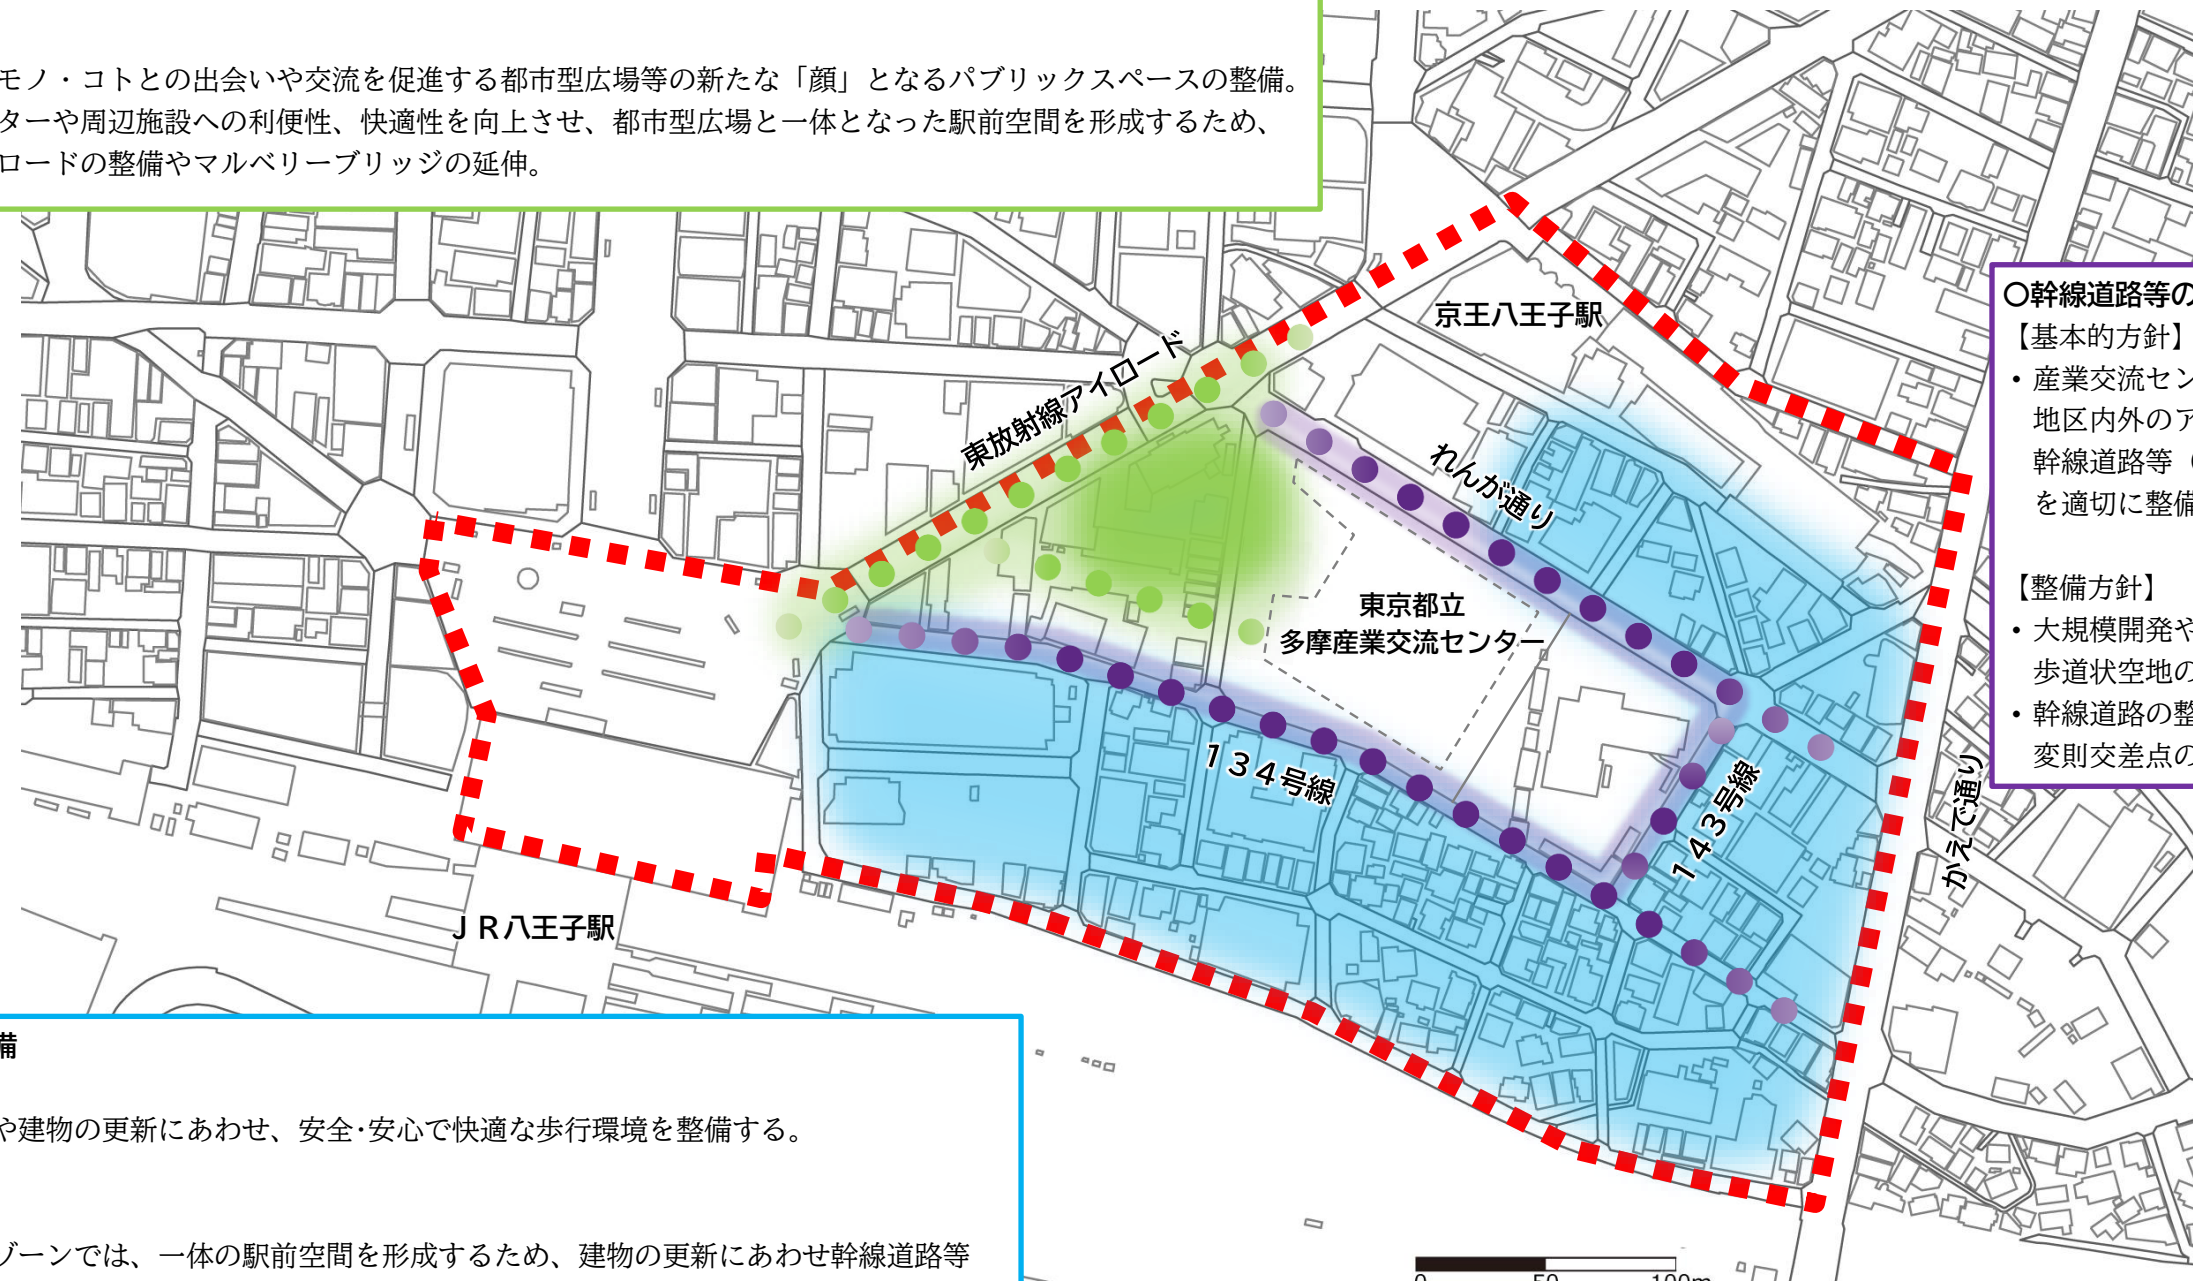 モノ・コトとの出会いや交流を促進する都市型広場等の新たな「顔」となるパブリックスペースの整備。
ターや周辺施設への利便性、快適性を向上させ、都市型広場と一体となった駅前空間を形成するため、
ロードの整備やマルベリーブリッジの延伸。
京王八王子駅
東放射線アイロード
れんが通り
東京都立
多摩産業交流センター
134号線
143号線
かえで通り
JR八王子駅
〇幹線道路等の
【基本的方針】
・産業交流セン
地区内外のア
幹線道路等（
を適切に整備
【整備方針】
・大規模開発や
歩道状空地の
・幹線道路の整
変則交差点の
備
や建物の更新にあわせ、安全・安心で快適な歩行環境を整備する。
ゾーンでは、一体の駅前空間を形成するため、建物の更新にあわせ幹線道路等
0 50 100m